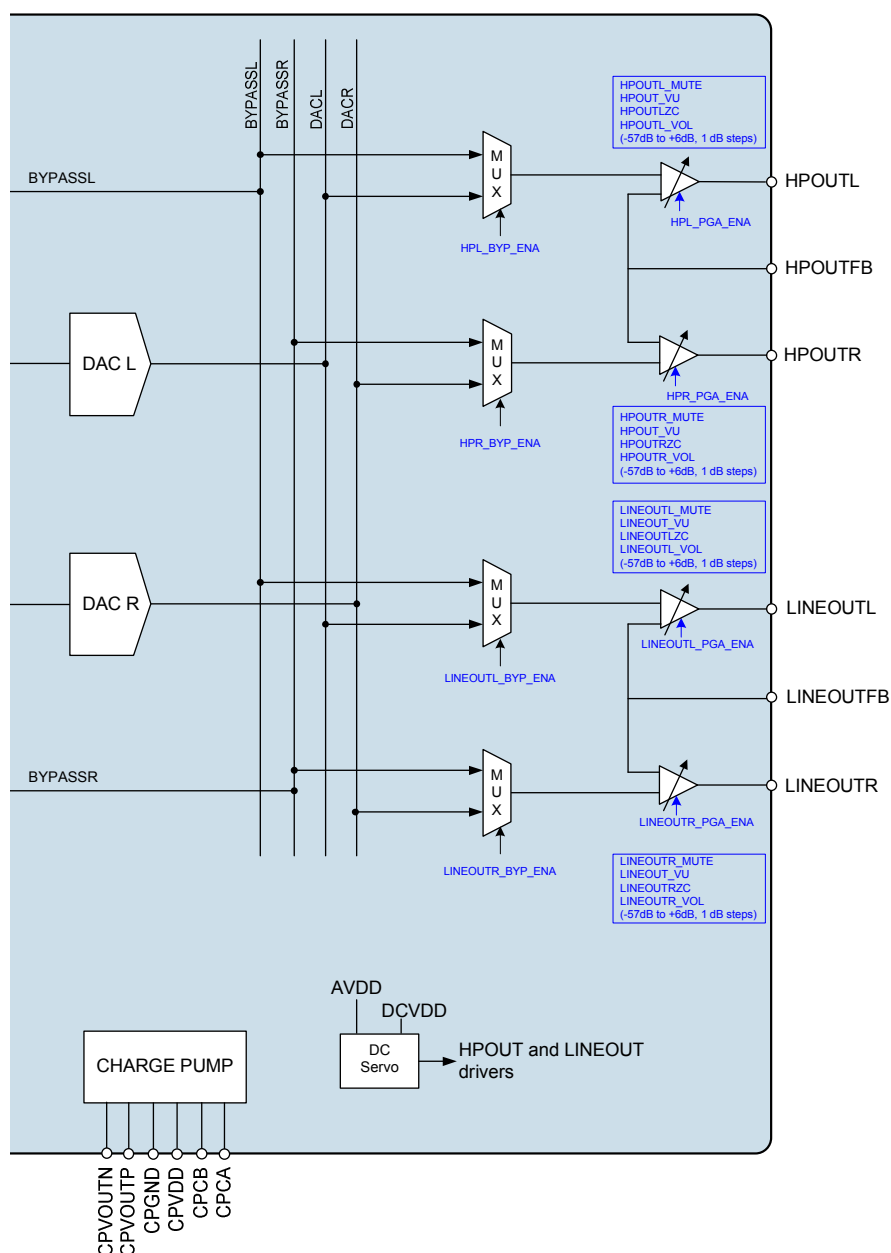 BYPASSL
BYPASSR
DACL
DACR
HPOUTL_MUTE
HPOUT_VU
HPOUTLZC
HPOUTL_VOL
(-57dB to +6dB, 1 dB steps)
BYPASSL
M
U
X
HPL_BYP_ENA
HPL_PGA_ENA
HPOUTL
HPOUTFB
DAC L
M
U
X
HPR_BYP_ENA
HPR_PGA_ENA
HPOUTR
HPOUTR_MUTE
HPOUT_VU
HPOUTRZC
HPOUTR_VOL
(-57dB to +6dB, 1 dB steps)
LINEOUTL_MUTE
LINEOUT_VU
LINEOUTLZC
LINEOUTL_VOL
(-57dB to +6dB, 1 dB steps)
DAC R
M
U
X
LINEOUTL_BYP_ENA
LINEOUTL_PGA_ENA
LINEOUTL
LINEOUTFB
BYPASSR
M
U
X
LINEOUTR_BYP_ENA
LINEOUTR_PGA_ENA
LINEOUTR
LINEOUTR_MUTE
LINEOUT_VU
LINEOUTRZC
LINEOUTR_VOL
(-57dB to +6dB, 1 dB steps)
AVDD
DCVDD
DC
Servo
HPOUT and LINEOUT
drivers
CHARGE PUMP
CPVOUTN
CPVOUTP
CPGND
CPVDD
CPCB
CPCA